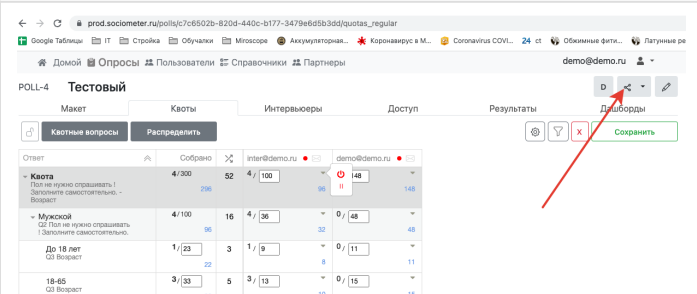 prod.sociometer.ru/polls/c7c6502b-820d-440c-b177-3479e6d5b3dd/quotas_regular
Google Таблицы IT Стройка Обучалки Miroscope Аккумуляторная... Коронавирус в М... Coronavirus COVI... 24 ct Обжимные фити... Латунные ре
Домой Опросы Пользователи Справочники Партнеры demo@demo.ru
POLL-4 Тестовый D
Макет Квоты Интервьюеры Доступ Результаты Дашборды
Квотные вопросы Распределить X Сохранить
Ответ Собрано inter@demo.ru demo@demo.ru
Квота 4/300 52 4/ 100 148
Пол не нужно спрашивать !
Заполните самостоятельно. - 296 96 148
Возраст
Мужской 4/100 16 4/ 36 0/ 48
Q2 Пол не нужно спрашивать
! Заполните самостоятельно. 96 32 48
До 18 лет 1/ 23 3 1/ 9 0/ 11
Q3 Возраст 22 8 11
18-65 3/ 33 5 3/ 13 0/ 15
Q3 Возраст